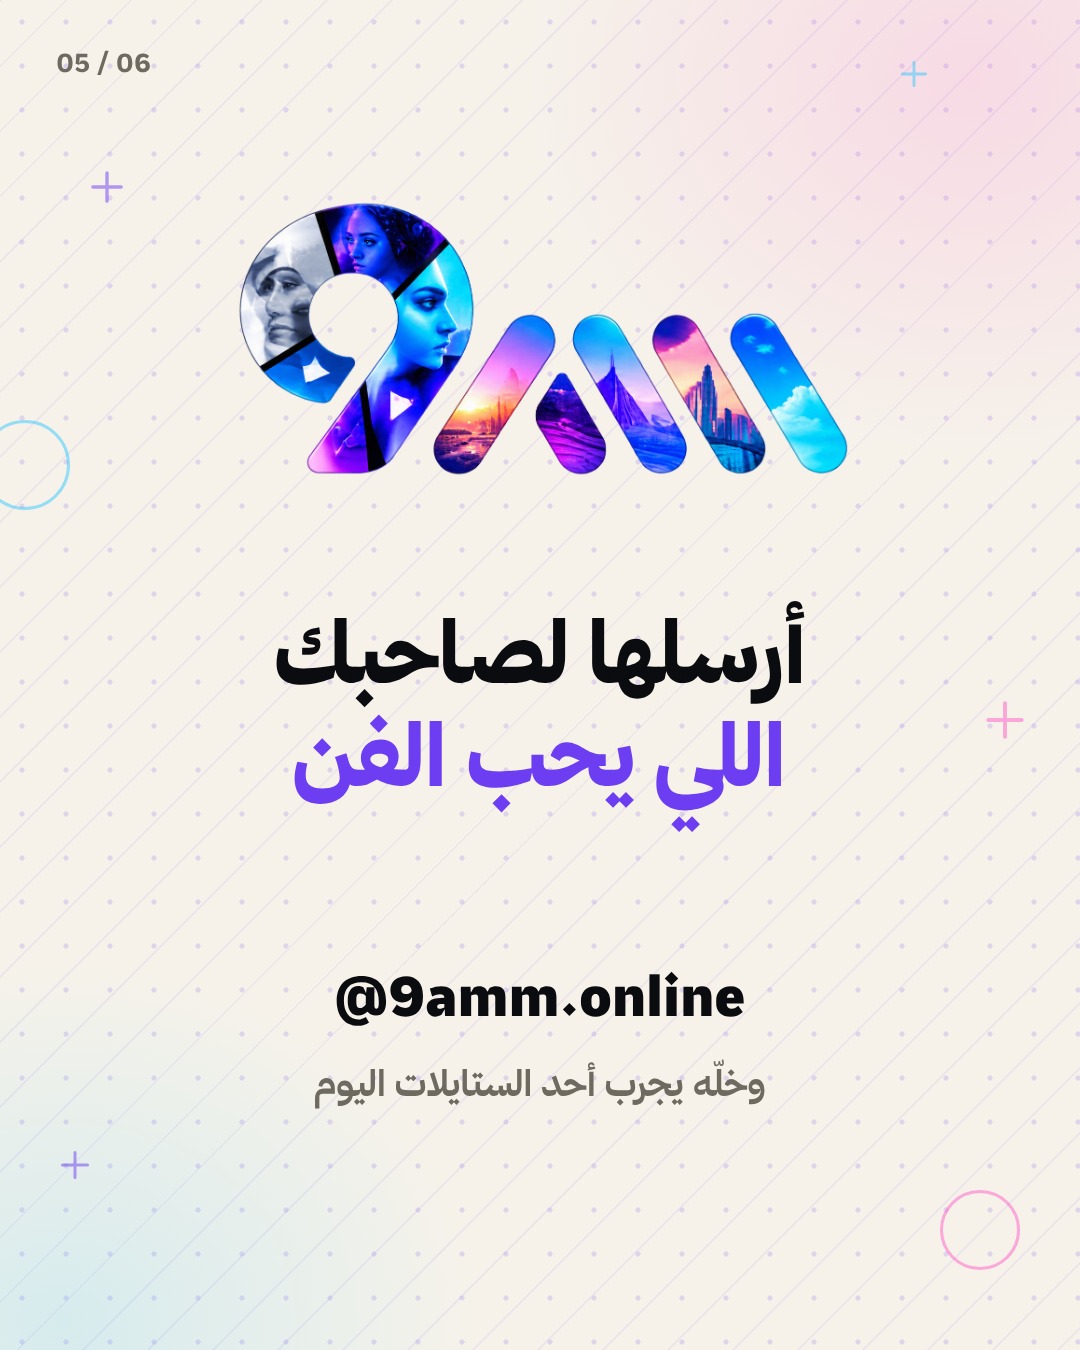 05 / 06
9am
أرسلها لصاحبك
اللي يحب الفن
@9amm.online
وخلّه يجرب أحد الستايلات اليوم